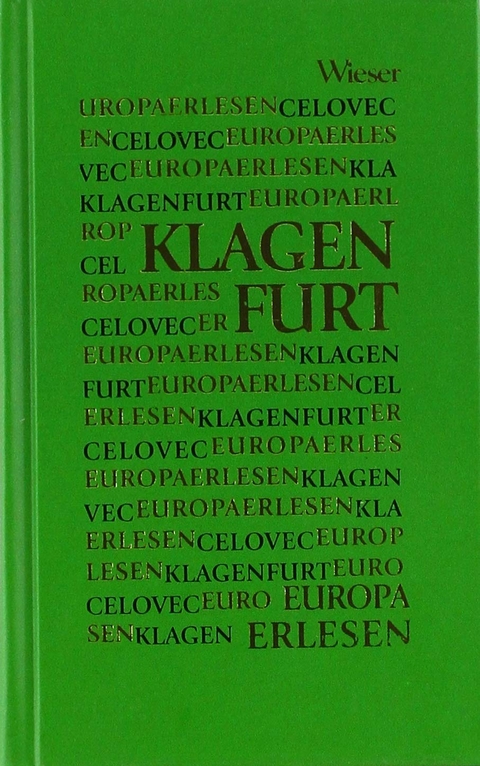 Wieser
UROPAERLESENCELOVEC
ENCELOVECEUROPAERLES
VECEUROPAERLESENKLA
KLAGENFURTEUROPAERL
ROP KLAGEN
CEL
ROPAERLES FURT
CELOVECER
EUROPAERLESENKLAGEN
FURTEUROPAERLESENCEL
ERLESENKLAGENFURTER
CELOVECEUROPAERLES
EUROPAERLESENKLAGEN
VECEUROPAERLESENKLA
ERLESENCELOVECEUROP
LESENKLAGENFURTEURO
CELOVECEURO EUROPA
SENKLAGEN ERLESEN